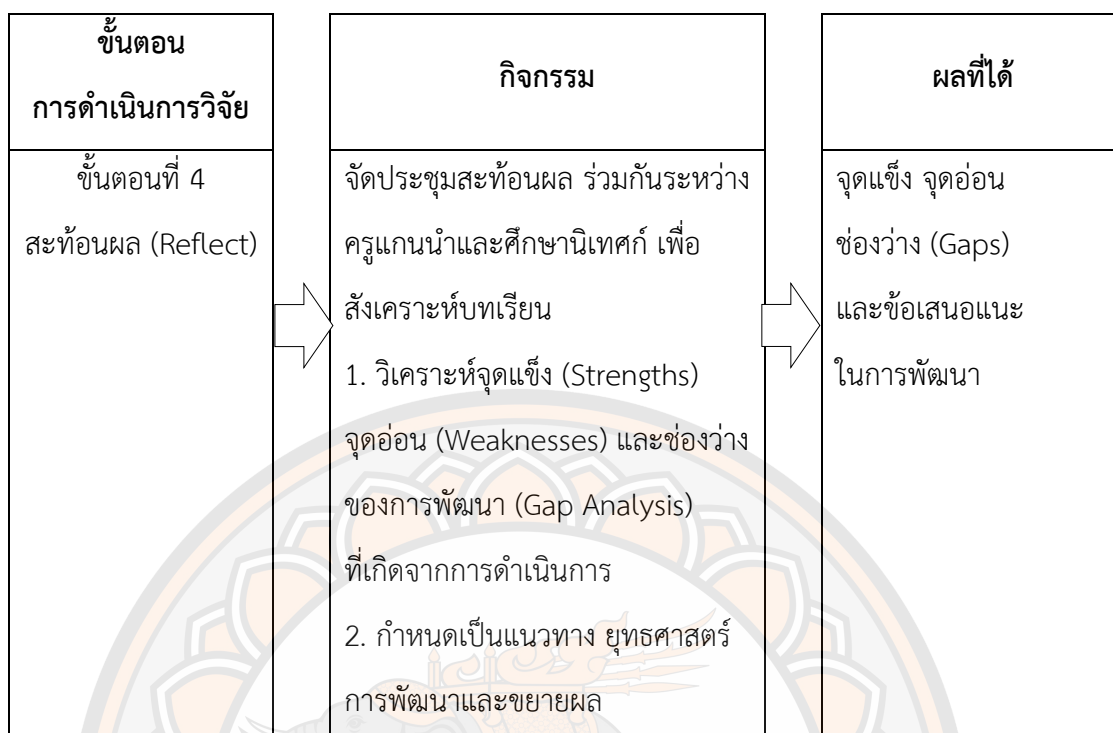 ขั้นตอน
การดำเนินการวิจัย
กิจกรรม
ผลที่ได้
ขั้นตอนที่ 4
สะท้อนผล (Reflect)
จัดประชุมสะท้อนผล ร่วมกันระหว่าง
ครูแกนนำและศึกษานิเทศก์ เพื่อ
สังเคราะห์บทเรียน
1. วิเคราะห์จุดแข็ง (Strengths)
จุดอ่อน (Weaknesses) และช่องว่าง
ของการพัฒนา (Gap Analysis)
ที่เกิดจากการดำเนินการ
2. กำหนดเป็นแนวทาง ยุทธศาสตร์
การพัฒนาและขยายผล
จุดแข็ง จุดอ่อน
ช่องว่าง (Gaps)
และข้อเสนอแนะ
ในการพัฒนา